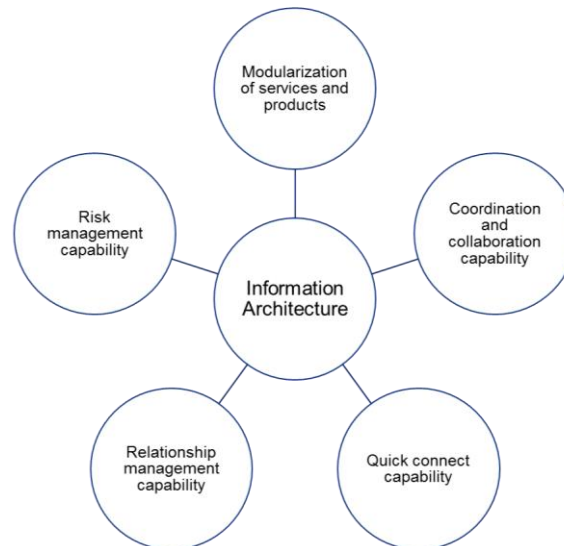 Modularization
of services and
products
Risk
management
capability
Coordination
and
collaboration
capability
Information
Architecture
Relationship
management
capability
Quick connect
capability